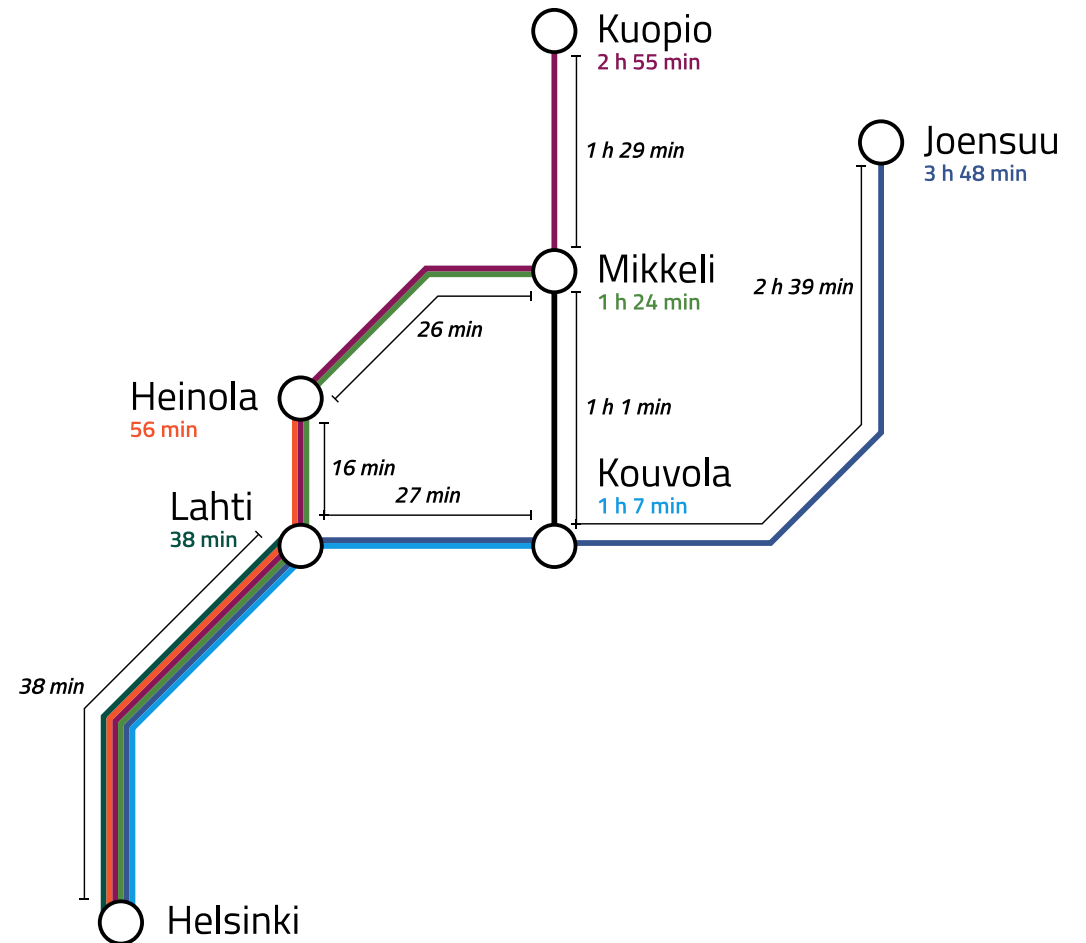 Kuopio
2 h 55 min
1 h 29 min
Joensuu
3 h 48 min
Mikkeli
1 h 24 min
2 h 39 min
26 min
Heinola
56 min
1 h 1 min
16 min
27 min
Kouvola
1 h 7 min
Lahti
38 min
38 min
Helsinki